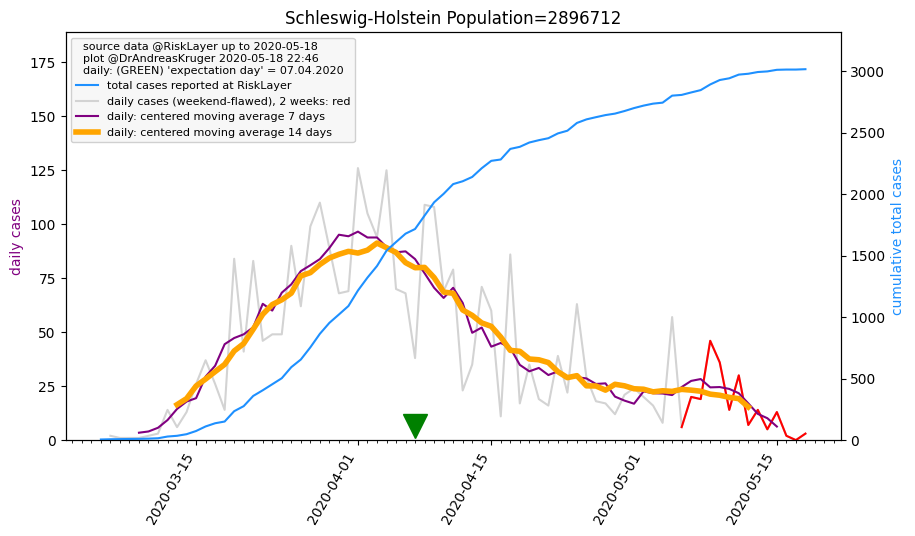 Schleswig-Holstein Population=2896712
source data @RiskLayer up to 2020-05-18
plot @DrAndreasKruger 2020-05-18 22:46
daily: (GREEN) 'expectation day' = 07.04.2020
total cases reported at RiskLayer
daily cases (weekend-flawed), 2 weeks: red
daily: centered moving average 7 days
daily: centered moving average 14 days
daily cases
175
150
125
100
75
50
25
0
3000
2500
2000
1500
1000
500
0
cumulative total cases
2020-03-15
2020-04-01
2020-04-15
2020-05-01
2020-05-15